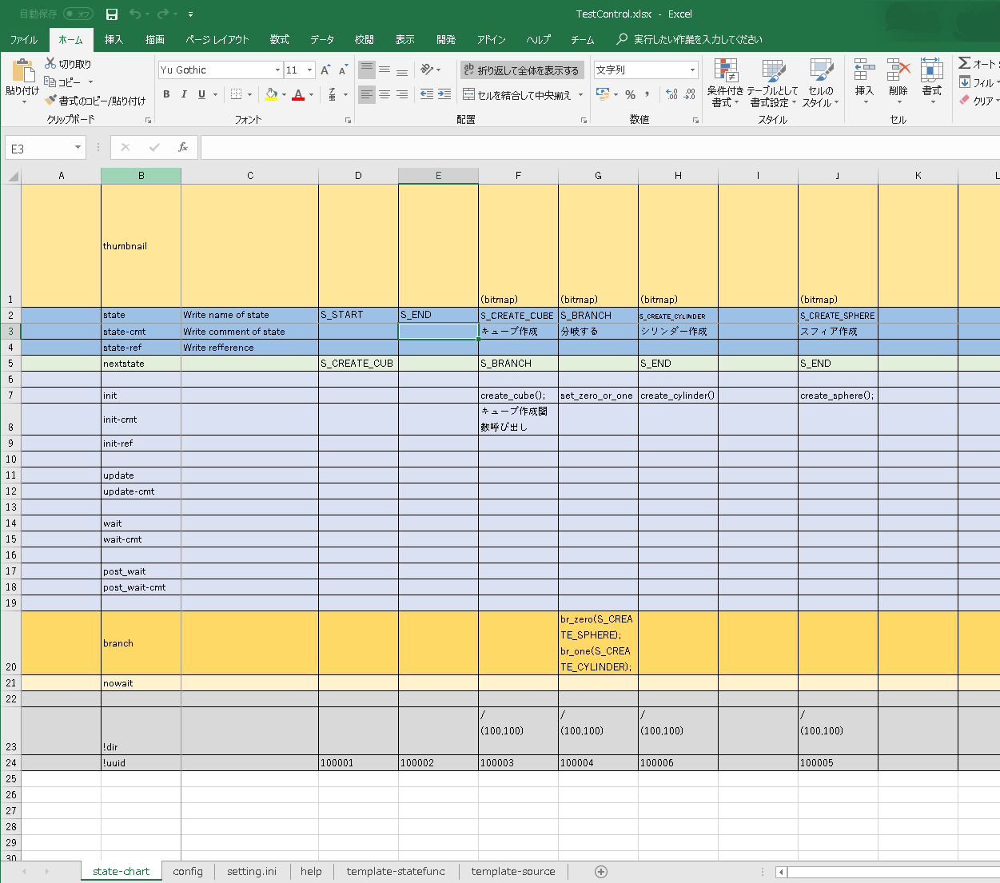 自動保存 オフ TestControl.xlsx - Excel
ファイル ホーム 挿入 描画 ページ レイアウト 数式 データ 校閲 表示 開発 アドイン ヘルプ チーム 実行したい作業を入力してください
貼り付け
切り取り
コピー
書式のコピー/貼り付け
クリップボード
Yu Gothic 11
B I U A
フォント
折り返して全体を表示する
セルを結合して中央揃え
配置
文字列
% ,
数値
条件付き書式
テーブルとして書式設定
セルのスタイル
スタイル
挿入 削除 書式
セル
Σ オート
フィル
クリア
E3 fx
A B C D E F G H I J K L
1 thumbnail (bitmap) (bitmap) (bitmap) (bitmap)
2 state Write name of state S_START S_END S_CREATE_CUBE S_BRANCH S_CREATE_CYLINDER S_CREATE_SPHERE
3 state-cmt Write comment of state キューブ作成 分岐する シリンダー作成 スフィア作成
4 state-ref Write refference
5 nextstate S_CREATE_CUB S_BRANCH S_END S_END
6
7 init create_cube(); set_zero_or_one create_cylinder() create_sphere();
8 init-cmt キューブ作成関数呼び出し
9 init-ref
10
11 update
12 update-cmt
13
14 wait
15 wait-cmt
16
17 post_wait
18 post_wait-cmt
19
20 branch
br_zero(S_CREA
TE_SPHERE);
br_one(S_CREA
TE_CYLINDER);
21 nowait
22
23 !dir
/ / / /
(100,100) (100,100) (100,100) (100,100)
24 !uuid 100001 100002 100003 100004 100006 100005
25
26
27
28
29
30
state-chart config setting.ini help template-statefunc template-source